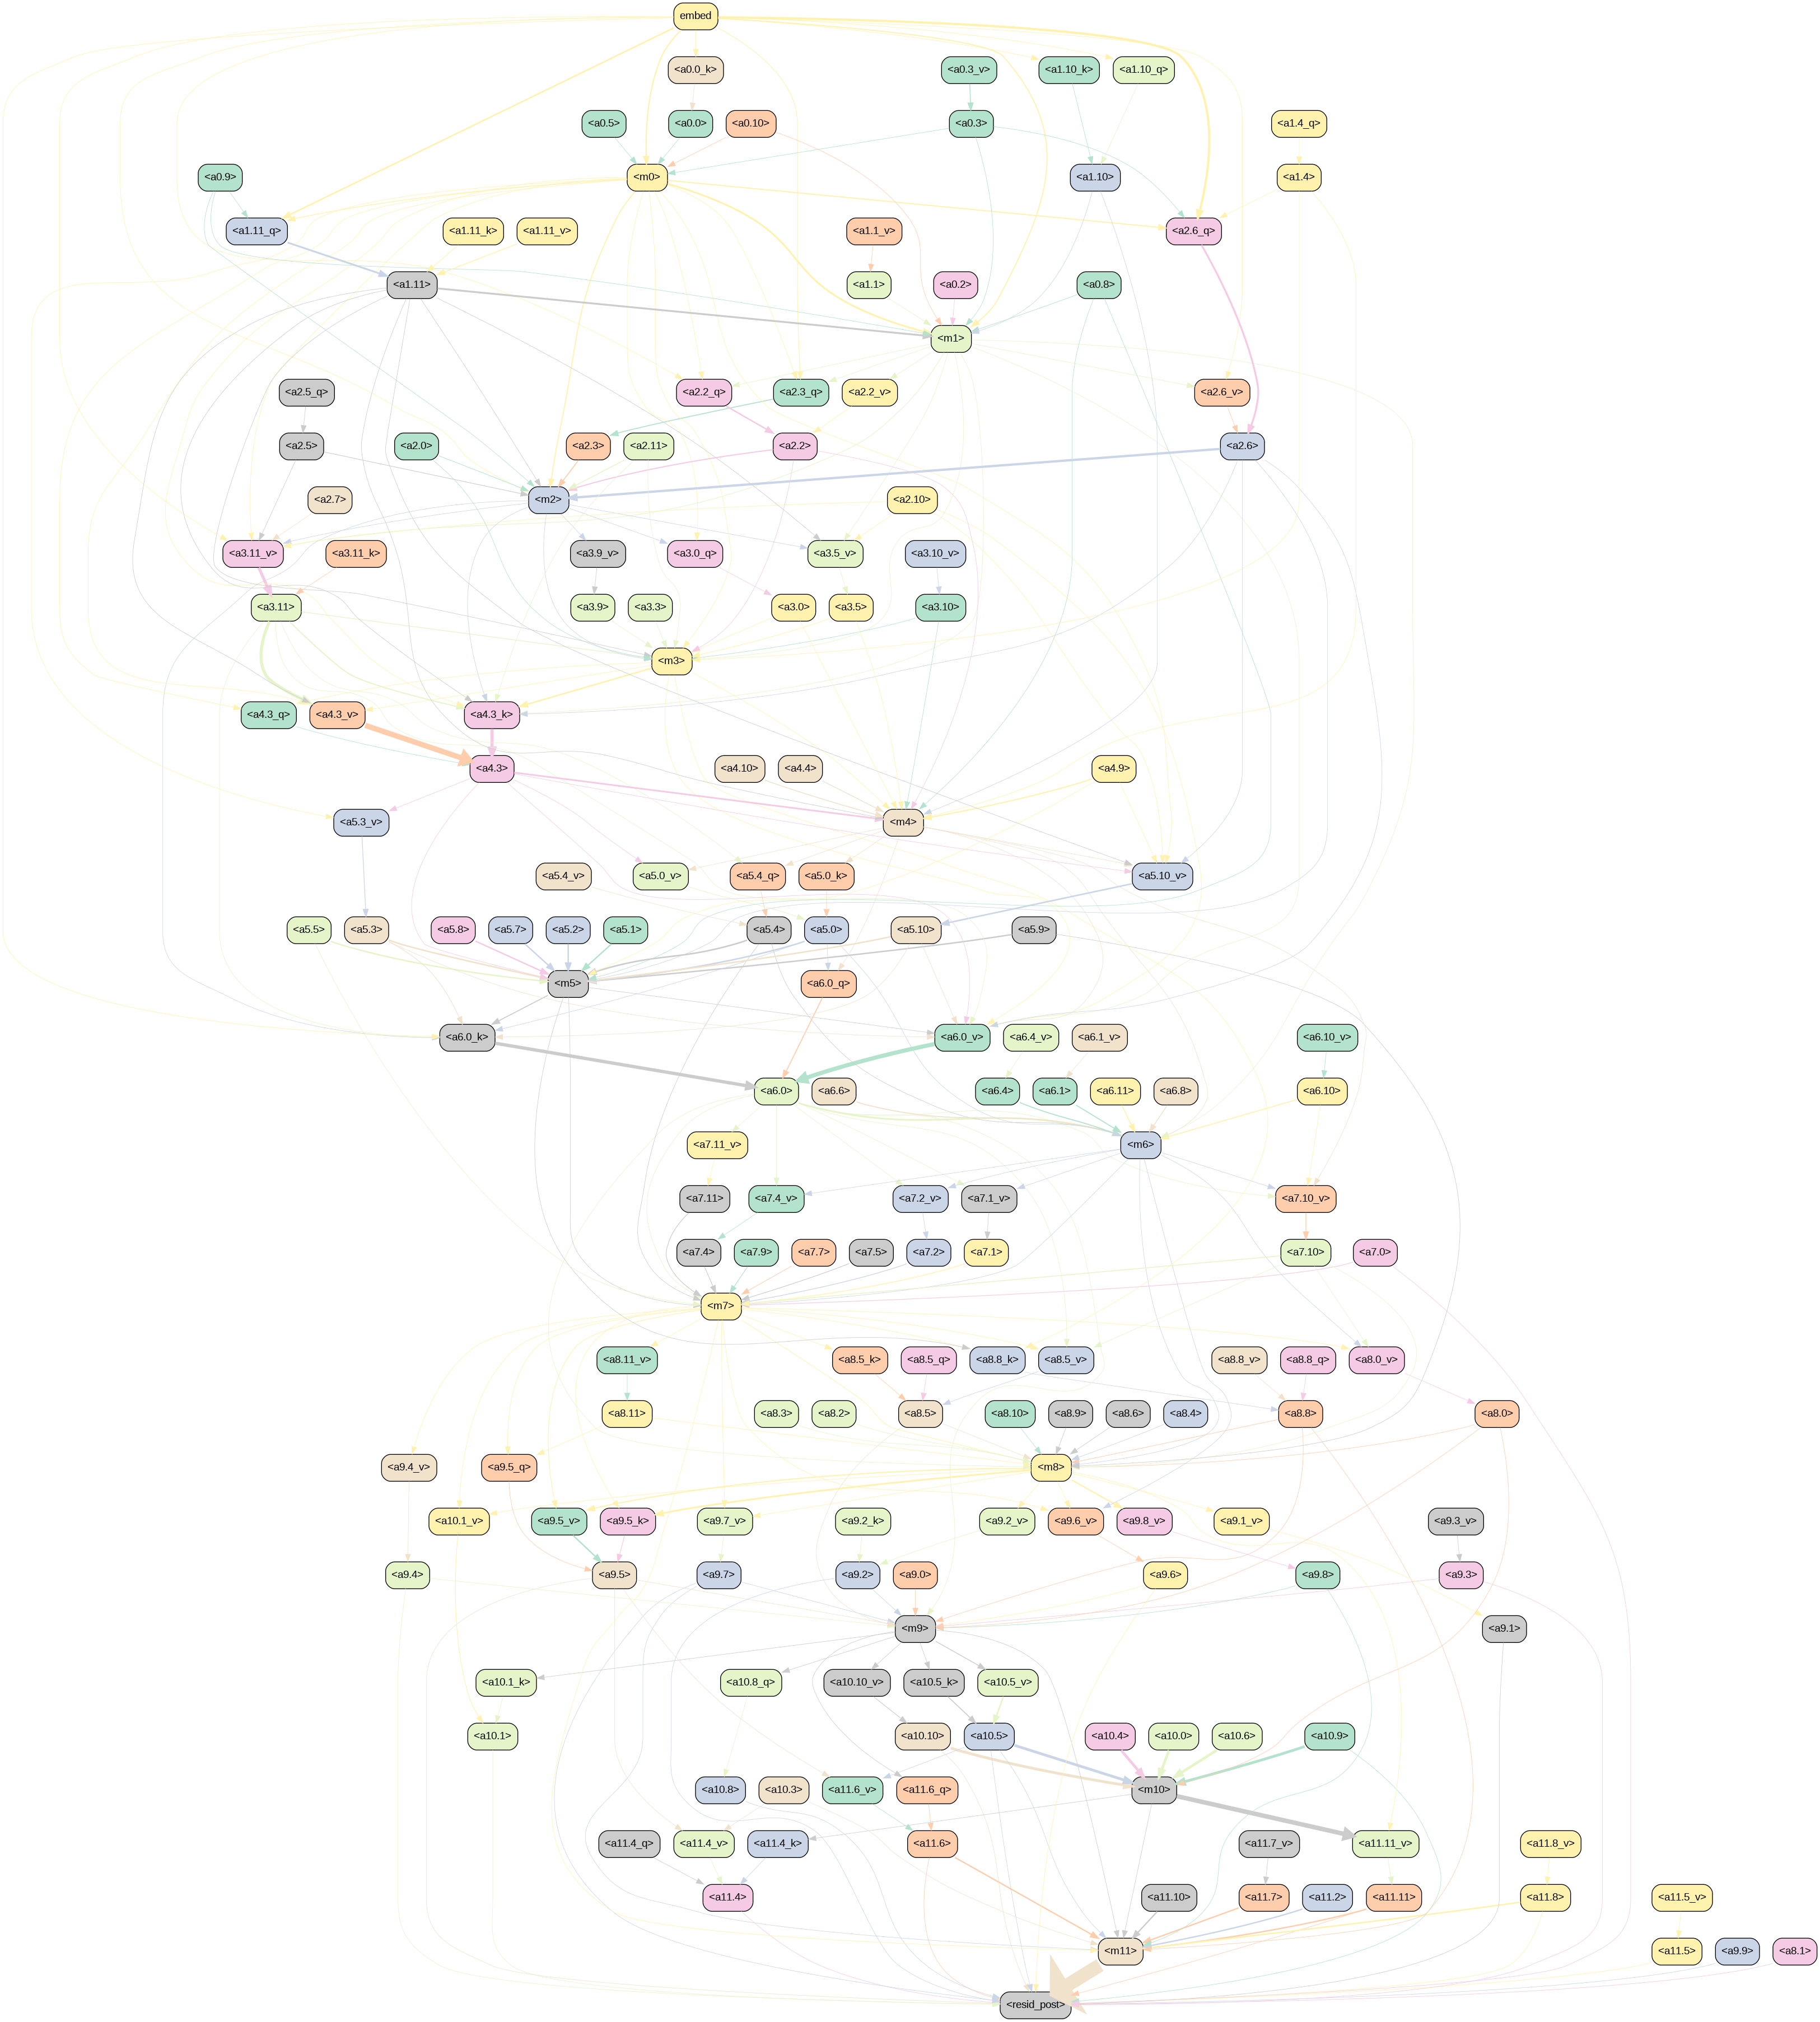 embed
<a0.0_k> <a0.3_v> <a1.10_k> <a1.10_q>
<a0.5> <a0.0> <a0.10> <a0.3> <a1.4_q>
<a0.9> <m0> <a1.10> <a1.4>
<a1.11_q> <a1.11_k> <a1.11_v> <a1.1_v> <a2.6_q>
<a1.11> <a1.1> <a0.2> <a0.8>
<m1>
<a2.5_q> <a2.2_q> <a2.3_q> <a2.2_v> <a2.6_v>
<a2.5> <a2.0> <a2.3> <a2.11> <a2.2> <a2.6>
<a2.7> <m2> <a2.10>
<a3.11_v> <a3.11_k> <a3.9_v> <a3.0_q> <a3.5_v> <a3.10_v>
<a3.11> <a3.9> <a3.3> <a3.0> <a3.5> <a3.10>
<m3>
<a4.3_q> <a4.3_v> <a4.3_k>
<a4.3> <a4.10> <a4.4> <a4.9>
<a5.3_v> <m4>
<a5.4_v> <a5.0_v> <a5.4_q> <a5.0_k> <a5.10_v>
<a5.5> <a5.3> <a5.8> <a5.7> <a5.2> <a5.1> <a5.4> <a5.0> <a5.10> <a5.9>
<m5> <a6.0_q>
<a6.0_k> <a6.0_v> <a6.4_v> <a6.1_v> <a6.10_v>
<a6.0> <a6.6> <a6.4> <a6.1> <a6.11> <a6.8> <a6.10>
<a7.11_v> <m6>
<a7.11> <a7.4_v> <a7.2_v> <a7.1_v> <a7.10_v>
<a7.4> <a7.9> <a7.7> <a7.5> <a7.2> <a7.1> <a7.10> <a7.0>
<m7>
<a8.11_v> <a8.5_k> <a8.5_q> <a8.8_k> <a8.5_v> <a8.8_v> <a8.8_q> <a8.0_v>
<a8.11> <a8.3> <a8.2> <a8.5> <a8.10> <a8.9> <a8.6> <a8.4> <a8.8> <a8.0>
<a9.4_v> <a9.5_q> <m8>
<a10.1_v> <a9.5_v> <a9.5_k> <a9.7_v> <a9.2_k> <a9.2_v> <a9.6_v> <a9.8_v> <a9.1_v> <a9.3_v>
<a9.4> <a9.5> <a9.7> <a9.2> <a9.0> <a9.6> <a9.8> <a9.3>
<m9> <a9.1>
<a10.1_k> <a10.8_q> <a10.10_v> <a10.5_k> <a10.5_v>
<a10.1> <a10.10> <a10.5> <a10.4> <a10.0> <a10.6> <a10.9>
<a10.8> <a10.3> <a11.6_v> <a11.6_q> <m10>
<a11.4_q> <a11.4_v> <a11.4_k> <a11.6> <a11.7_v> <a11.11_v> <a11.8_v>
<a11.4> <a11.10> <a11.7> <a11.2> <a11.11> <a11.8> <a11.5_v>
<m11> <a11.5> <a9.9> <a8.1>
<resid_post>